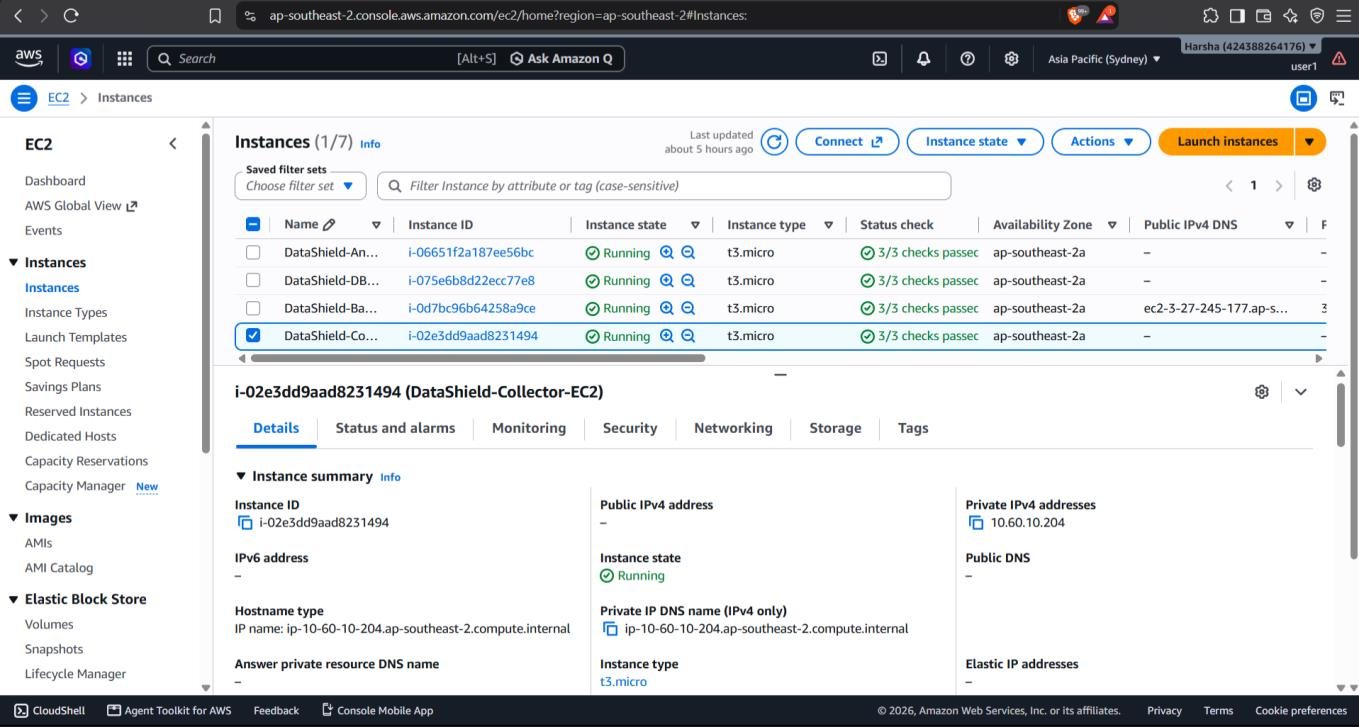 ap-southeast-2.console.aws.amazon.com/ec2/home?region=ap-southeast-2#Instances:
99+
1
aws
Search
[Alt+S]
Ask Amazon Q
Asia Pacific (Sydney)
Harsha (424388264176)
user1
EC2
Instances
EC2
Dashboard
AWS Global View
Events
Instances
Instances
Instance Types
Launch Templates
Spot Requests
Savings Plans
Reserved Instances
Dedicated Hosts
Capacity Reservations
Capacity Manager New
Images
AMIs
AMI Catalog
Elastic Block Store
Volumes
Snapshots
Lifecycle Manager
Instances (1/7) Info
Last updated
about 5 hours ago
Connect
Instance state
Actions
Launch instances
Saved filter sets
Choose filter set
Filter Instance by attribute or tag (case-sensitive)
1
Name Instance ID Instance state Instance type Status check Availability Zone Public IPv4 DNS
DataShield-An... i-06651f2a187ee56bc Running t3.micro 3/3 checks passec ap-southeast-2a –  –
DataShield-DB... i-075e6b8d22ecc77e8 Running t3.micro 3/3 checks passec ap-southeast-2a –  –
DataShield-Ba... i-0d7bc96b64258a9ce Running t3.micro 3/3 checks passec ap-southeast-2a ec2-3-27-245-177.ap-s... 3
DataShield-Co... i-02e3dd9aad8231494 Running t3.micro 3/3 checks passec ap-southeast-2a –  –
i-02e3dd9aad8231494 (DataShield-Collector-EC2)
Details
Status and alarms
Monitoring
Security
Networking
Storage
Tags
Instance summary Info
Instance ID
i-02e3dd9aad8231494
Public IPv4 address
–
Private IPv4 addresses
10.60.10.204
IPv6 address
–
Instance state
Running
Public DNS
–
Hostname type
IP name: ip-10-60-10-204.ap-southeast-2.compute.internal
Private IP DNS name (IPv4 only)
ip-10-60-10-204.ap-southeast-2.compute.internal
Answer private resource DNS name
–
Instance type
t3.micro
Elastic IP addresses
–
CloudShell
Agent Toolkit for AWS
Feedback
Console Mobile App
© 2026, Amazon Web Services, Inc. or its affiliates.
Privacy
Terms
Cookie preferences